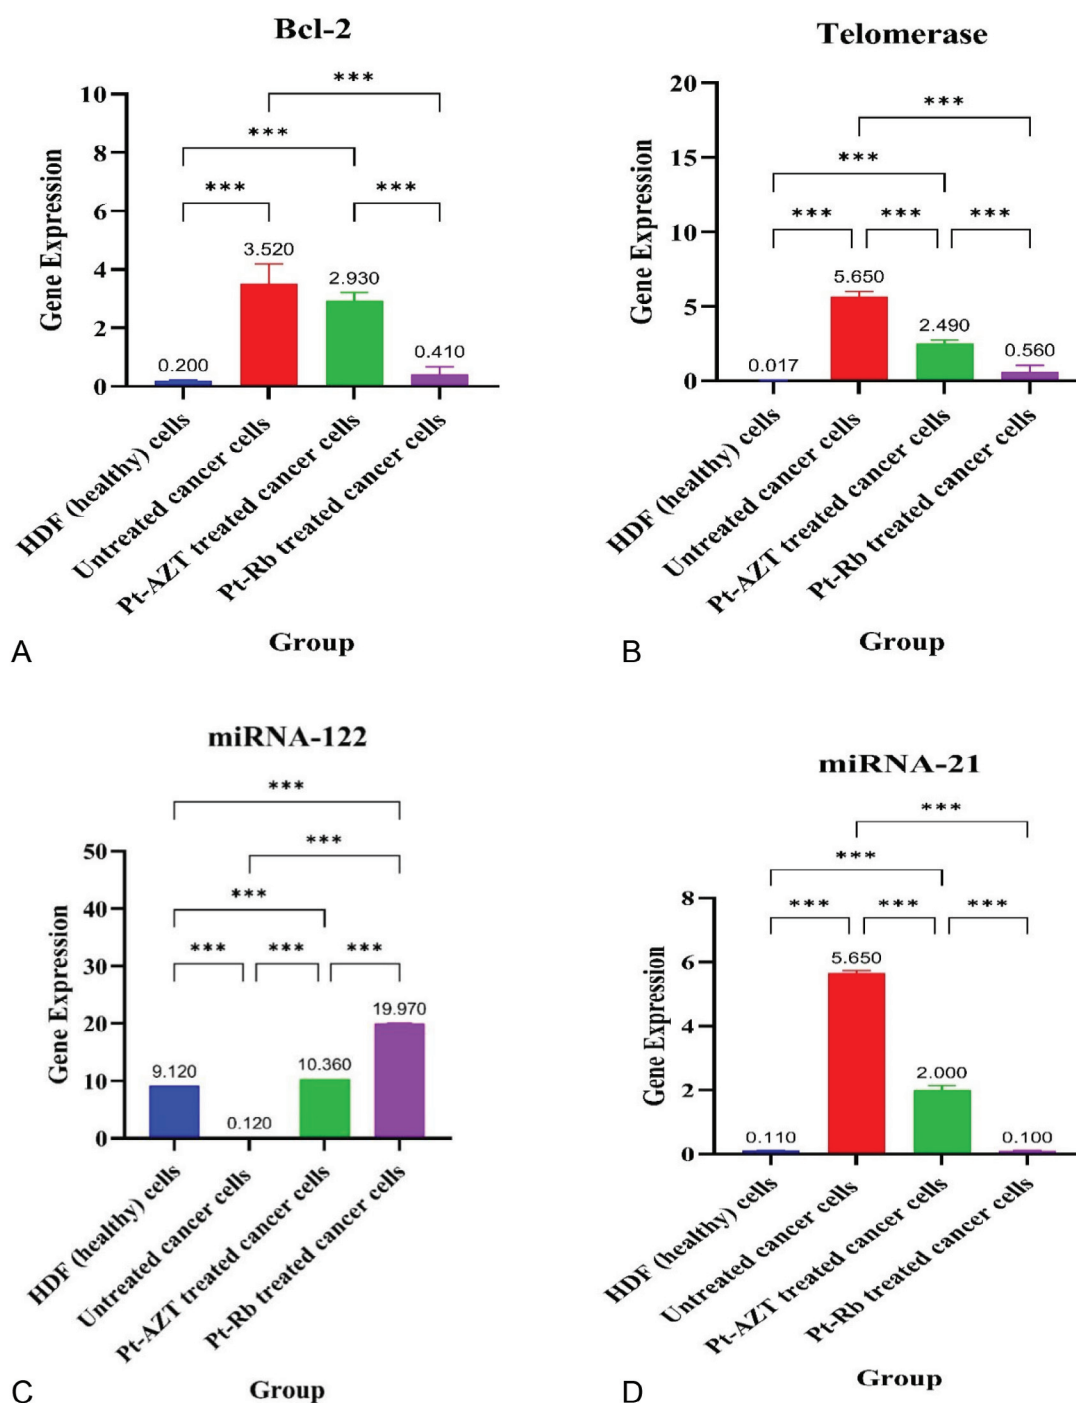 Bcl-2
***
***
***
***
10
8
6
4
2
0
Gene Expression
0.200
3.520
2.930
0.410
HDF (healthy) cells
Untreated cancer cells
Pt-AZT treated cancer cells
Pt-Rb treated cancer cells
Group
A
Telomerase
***
***
***
***
***
20
15
10
5
0
Gene Expression
0.017
5.650
2.490
0.560
HDF (healthy) cells
Untreated cancer cells
Pt-AZT treated cancer cells
Pt-Rb treated cancer cells
Group
B
miRNA-122
***
***
***
***
***
***
50
40
30
20
10
0
Gene Expression
9.120
0.120
10.360
19.970
HDF (healthy) cells
Untreated cancer cells
Pt-AZT treated cancer cells
Pt-Rb treated cancer cells
Group
C
miRNA-21
***
***
***
***
***
8
6
4
2
0
Gene Expression
0.110
5.650
2.000
0.100
HDF (healthy) cells
Untreated cancer cells
Pt-AZT treated cancer cells
Pt-Rb treated cancer cells
Group
D